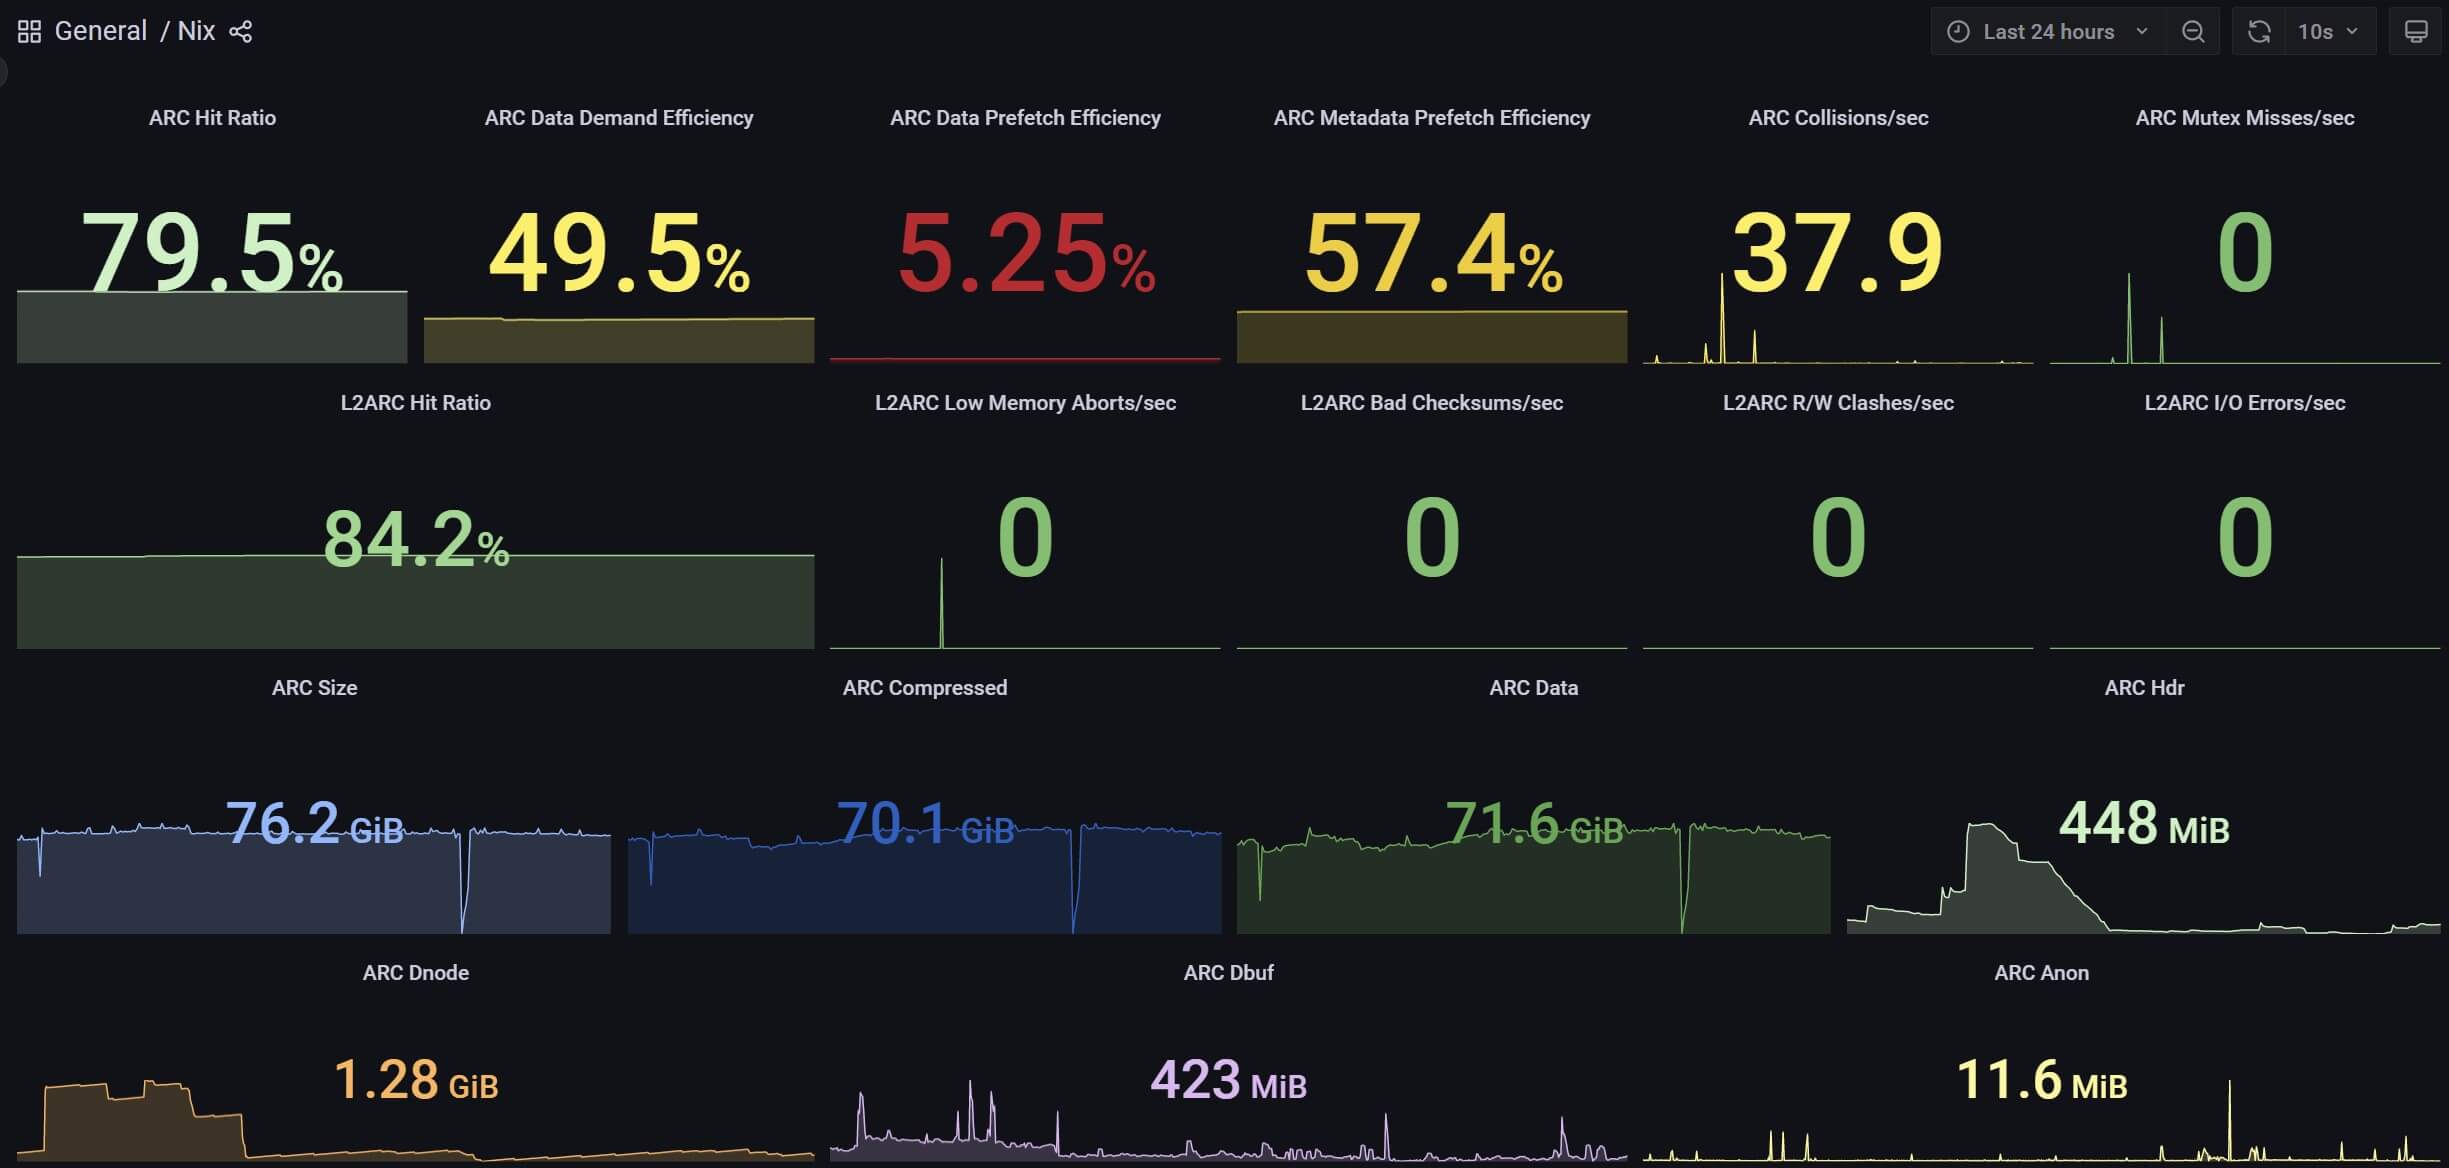 General / Nix
Last 24 hours
10s
ARC Hit Ratio
ARC Data Demand Efficiency
ARC Data Prefetch Efficiency
ARC Metadata Prefetch Efficiency
ARC Collisions/sec
ARC Mutex Misses/sec
79.5%
49.5%
5.25%
57.4%
37.9
0
L2ARC Hit Ratio
L2ARC Low Memory Aborts/sec
L2ARC Bad Checksums/sec
L2ARC R/W Clashes/sec
L2ARC I/O Errors/sec
84.2%
0
0
0
0
ARC Size
ARC Compressed
ARC Data
ARC Hdr
76.2 GiB
70.1 GiB
71.6 GiB
448 MiB
ARC Dnode
ARC Dbuf
ARC Anon
1.28 GiB
423 MiB
11.6 MiB